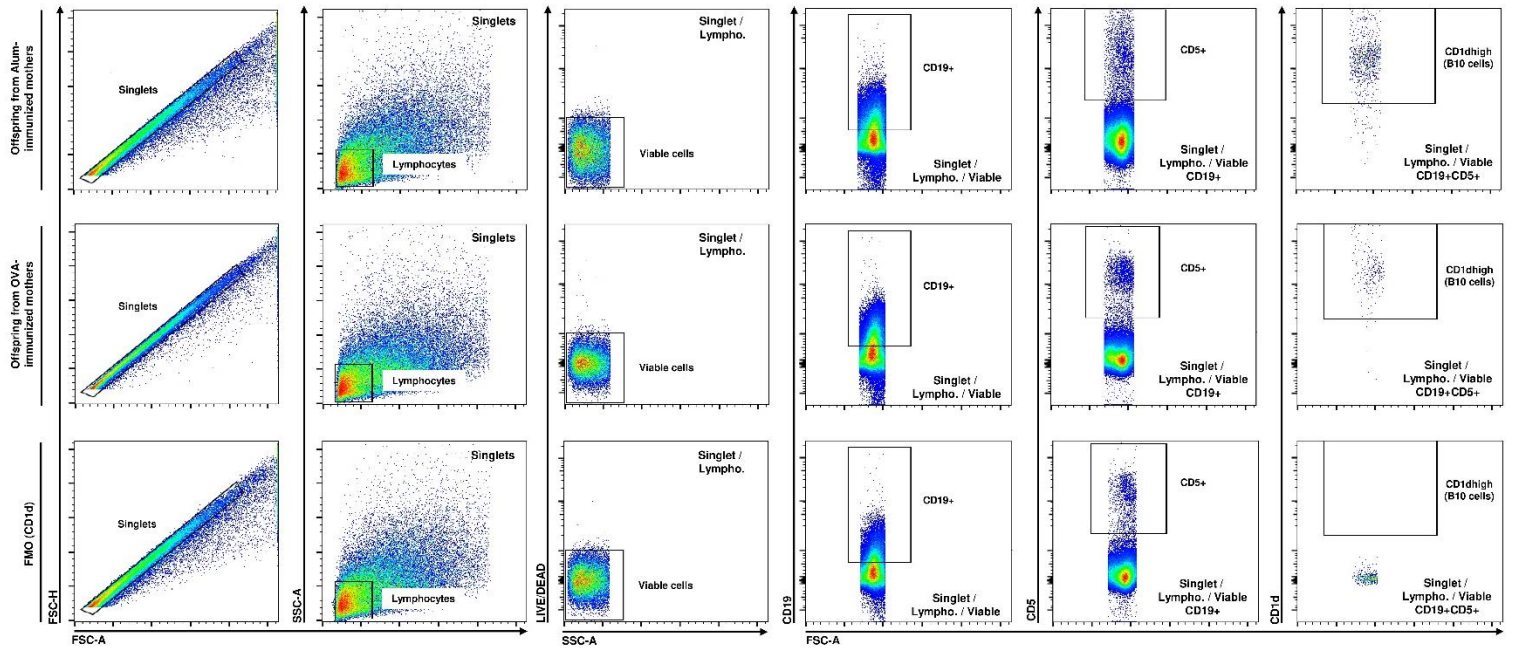 Offspring from Alum-
immunized mothers
Singlets
Singlets
Lymphocytes
Singlet /
Lympho.
Viable cells
CD19+
Singlet /
Lympho. / Viable
CD5+
Singlet /
Lympho. / Viable
CD19+
CD1dhigh
(B10 cells)
Singlet /
Lympho. / Viable
CD19+CD5+
Offspring from OVA-
immunized mothers
Singlets
Singlets
Lymphocytes
Singlet /
Lympho.
Viable cells
CD19+
Singlet /
Lympho. / Viable
CD5+
Singlet /
Lympho. / Viable
CD19+
CD1dhigh
(B10 cells)
Singlet /
Lympho. / Viable
CD19+CD5+
FMO (CD1d)
FSC-H
Singlets
SSC-A
Singlets
Lymphocytes
LIVE/DEAD
Singlet /
Lympho.
Viable cells
CD19
CD19+
Singlet /
Lympho. / Viable
CD5
CD5+
Singlet /
Lympho. / Viable
CD19+
CD1d
CD1dhigh
(B10 cells)
Singlet /
Lympho. / Viable
CD19+CD5+
FSC-A
SSC-A
FSC-A